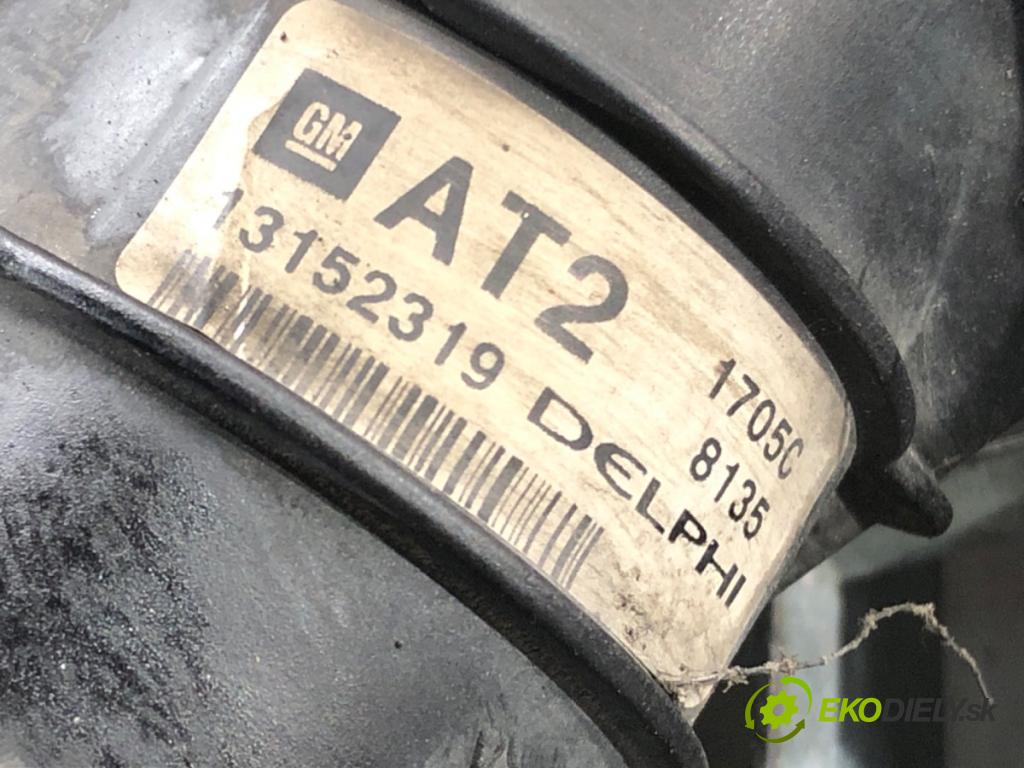 GM
AT2
13152319
DELPHI
1705C
8135
EKODIELY.sk